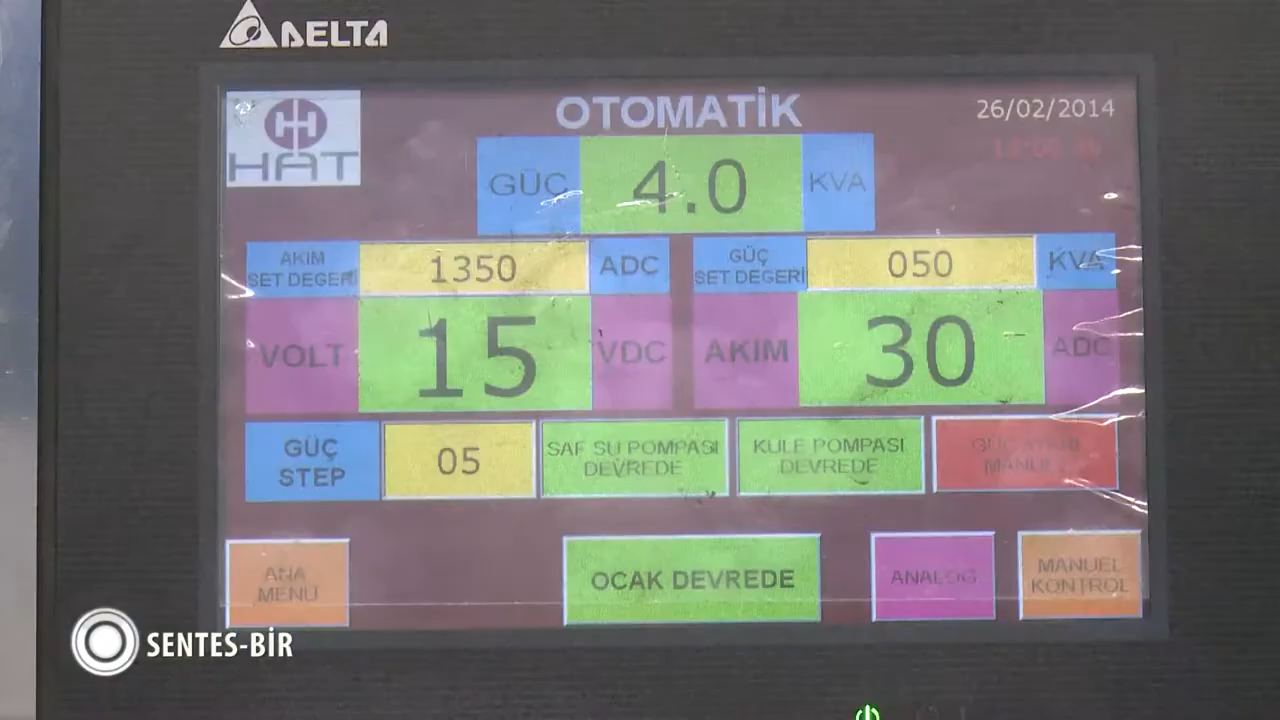 DELTA
HAT
OTOMATİK
26/02/2014
GÜÇ 4.0 KVA
AKIM SET DEGERİ 1350 ADC
GÜÇ SET DEGERİ 050 KVA
VOLT 15 VDC
AKIM 30 ADC
GÜÇ STEP 05
SAF SU POMPASI
DEVREDE
KULE POMPASI
DEVREDE
MANUEL
ANA
MENU
OCAK DEVREDE
ANALOG
MANUEL
KONTROL
SENTES-BİR